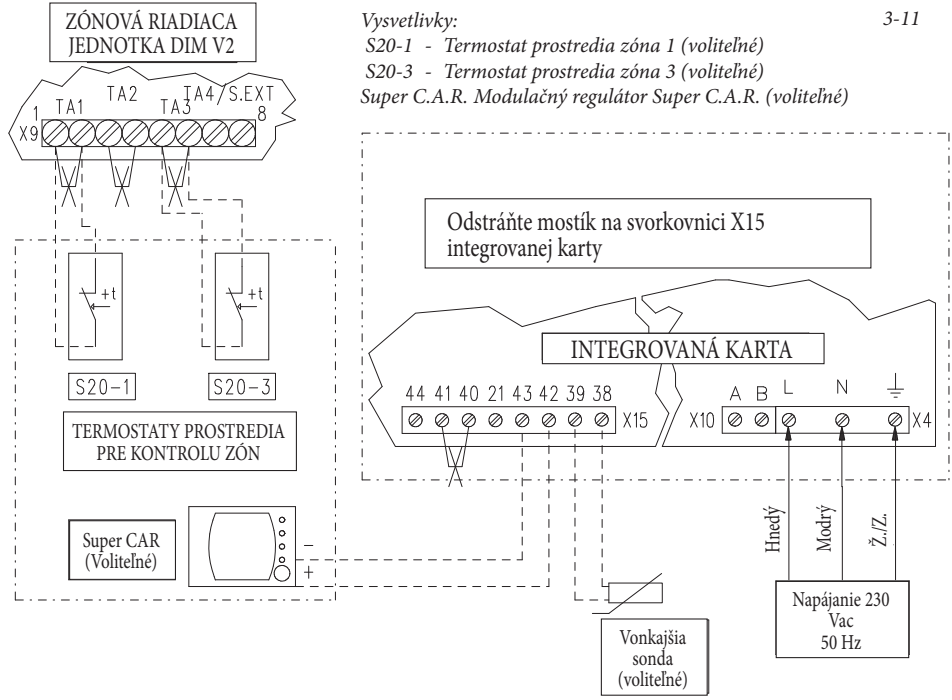 ZÓNOVÁ RIADIACA
JEDNOTKA DIM V2
Vysvetlivky:
3-11
S20-1 - Termostat prostredia zóna 1 (voliteľné)
S20-3 - Termostat prostredia zóna 3 (voliteľné)
Super C.A.R. Modulačný regulátor Super C.A.R. (voliteľné)
1 TA1 TA2 TA3 TA4/S.EXT 8
X9
Odstráňte mostík na svorkovnici X15
integrovanej karty
+t +t
S20-1 S20-3
INTEGROVANÁ KARTA
44 41 40 21 43 42 39 38 X15
X10 A B L N X4
TERMOSTATY PROSTREDIA
PRE KONTROLU ZÓN
Super CAR
(Voliteľné)
-
+
Hnedý
Modrý
Ž./Z.
Napájanie 230
Vac
50 Hz
Vonkajšia
sonda
(voliteľné)